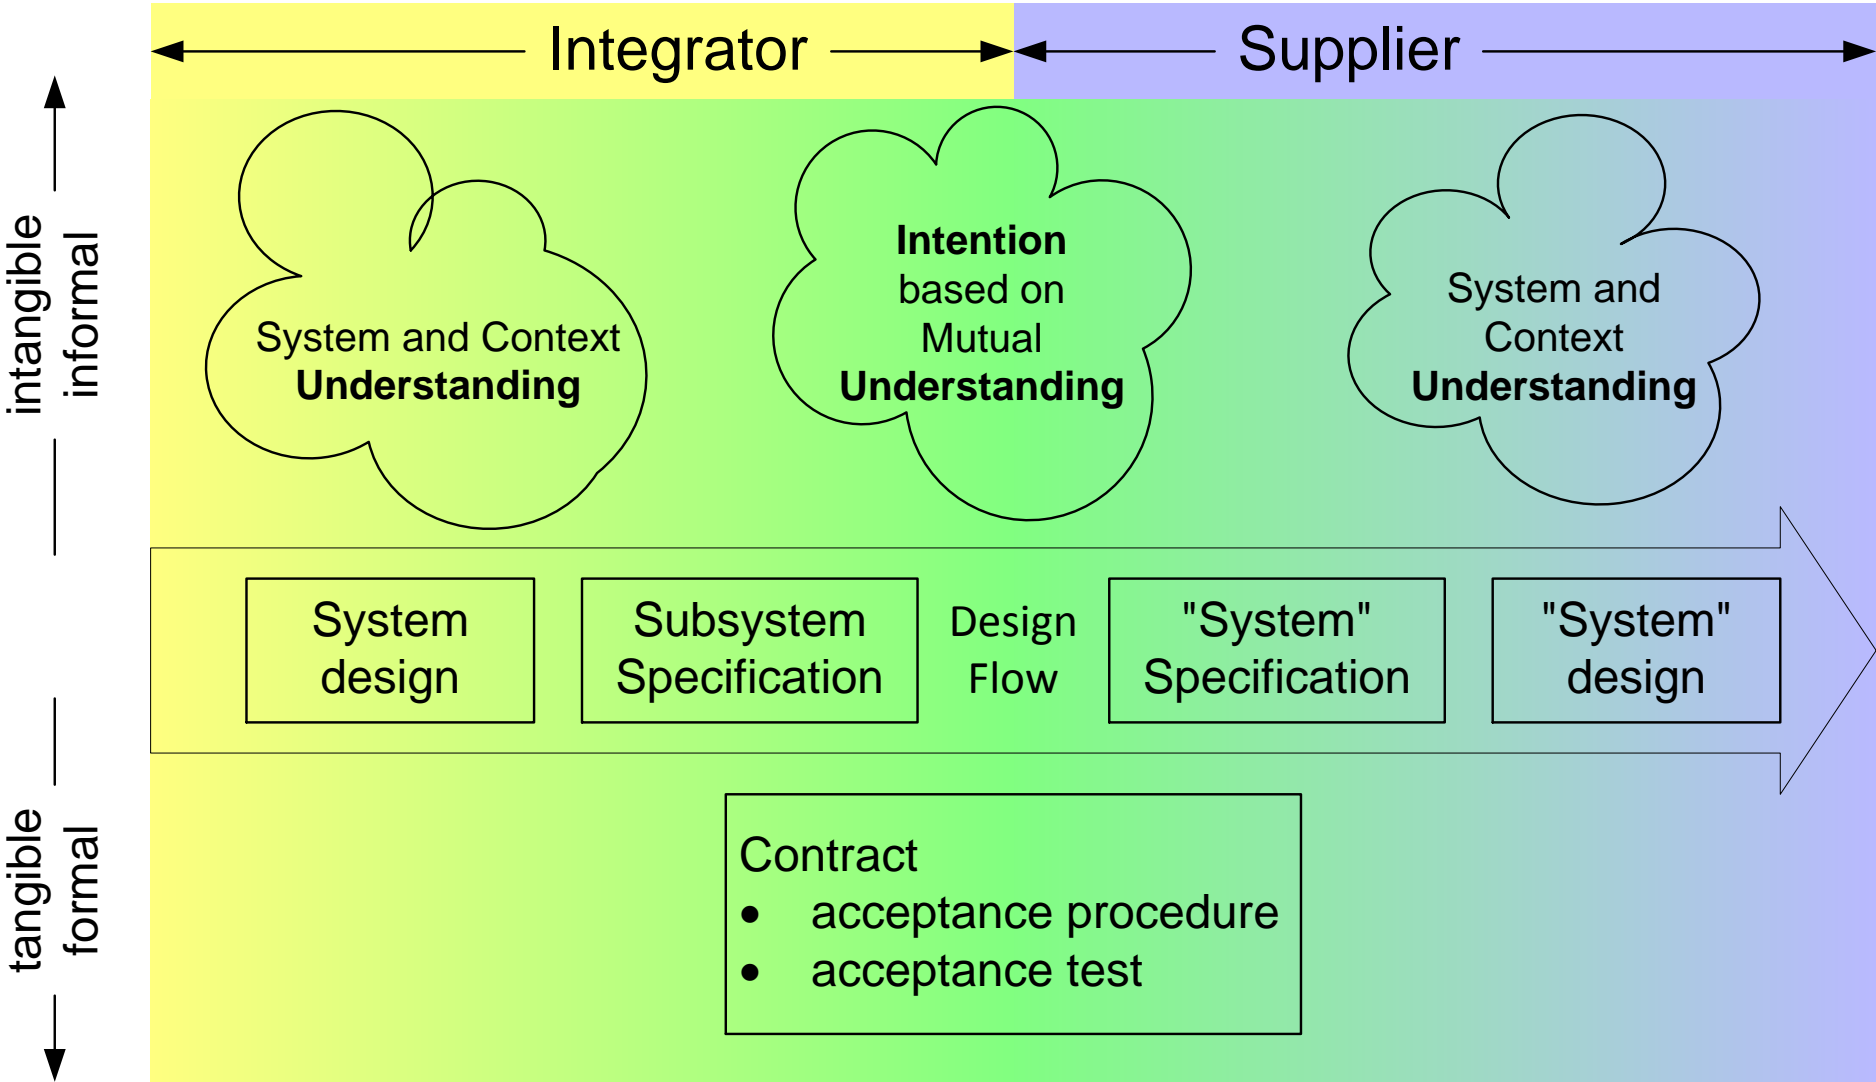 Integrator
Supplier
intangible
informal
System and Context
Understanding
Intention
based on
Mutual
Understanding
System and
Context
Understanding
System
design
Subsystem
Specification
Design
Flow
"System"
Specification
"System"
design
tangible
formal
Contract
• acceptance procedure
• acceptance test